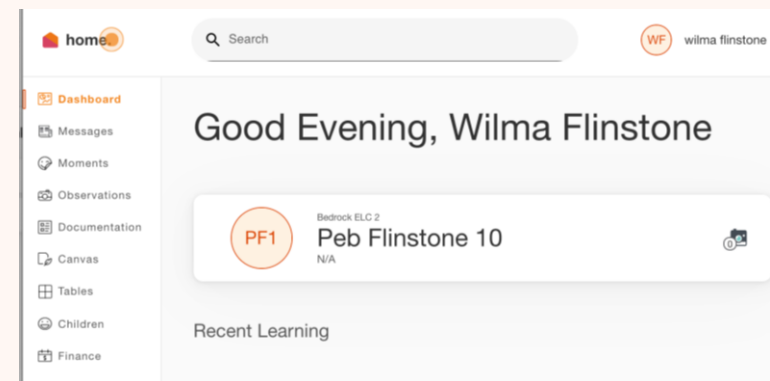 home
Search
WF
wilma flinstone
Dashboard
Messages
Moments
Observations
Documentation
Canvas
Tables
Children
Finance
Good Evening, Wilma Flinstone
PF1
Bedrock ELC 2
Peb Flinstone 10
N/A
0
Recent Learning